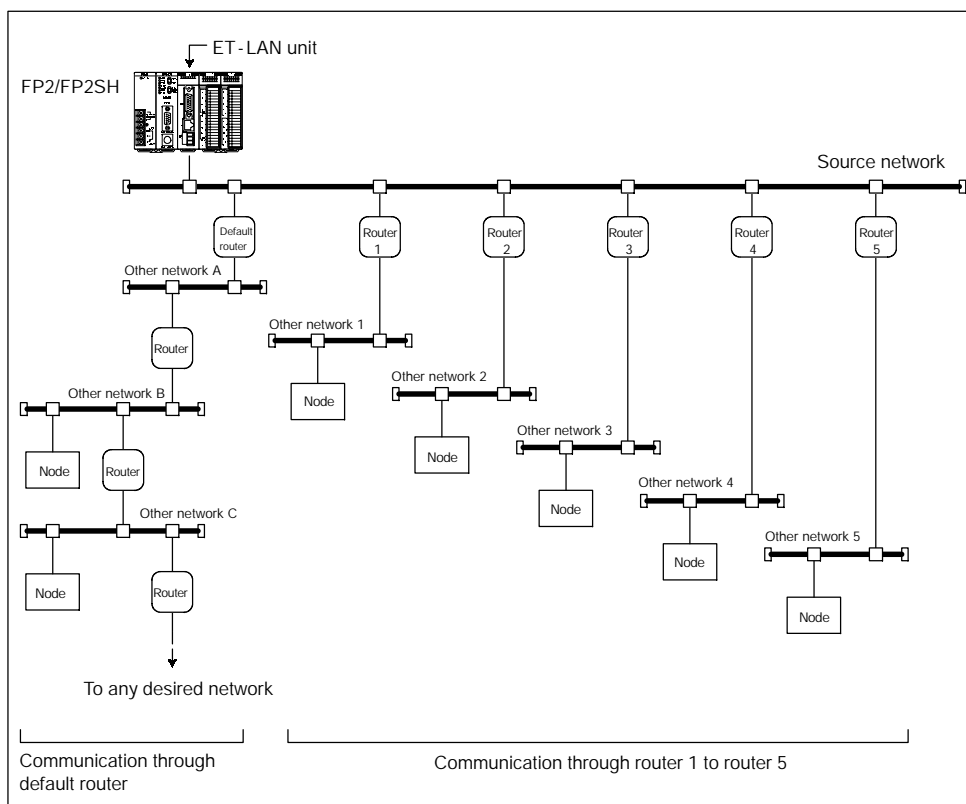 ET-LAN unit
FP2/FP2SH
Source network
Default
router
Router
1
Router
2
Router
3
Router
4
Router
5
Other network A
Router
Other network 1
Node
Other network 2
Node
Other network B
Node
Router
Other network 3
Node
Other network 4
Node
Other network C
Node
Router
Other network 5
Node
To any desired network
Communication through
default router
Communication through router 1 to router 5